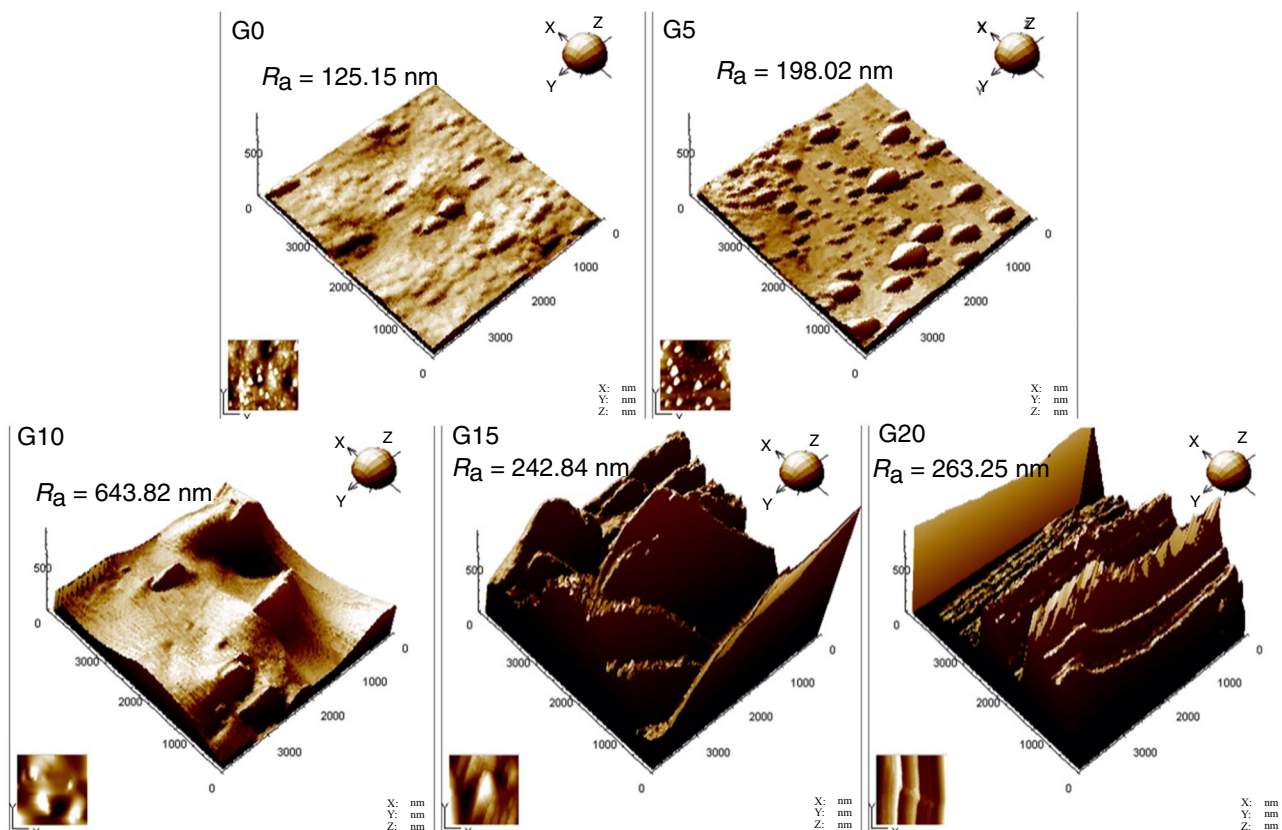 G0
X
Z
Y
Ra = 125.15 nm
500
0
3000
2000
1000
0
0
1000
2000
3000
X: nm
Y: nm
Z: nm
G5
X
Z
Y
Ra = 198.02 nm
500
0
3000
2000
1000
0
0
1000
2000
3000
X: nm
Y: nm
Z: nm
G10
X
Z
Y
Ra = 643.82 nm
500
0
3000
2000
1000
0
0
1000
2000
3000
X: nm
Y: nm
Z: nm
G15
X
Z
Y
Ra = 242.84 nm
500
0
3000
2000
1000
0
0
1000
2000
3000
X: nm
Y: nm
Z: nm
G20
X
Z
Y
Ra = 263.25 nm
500
0
3000
2000
1000
0
0
1000
2000
3000
X: nm
Y: nm
Z: nm